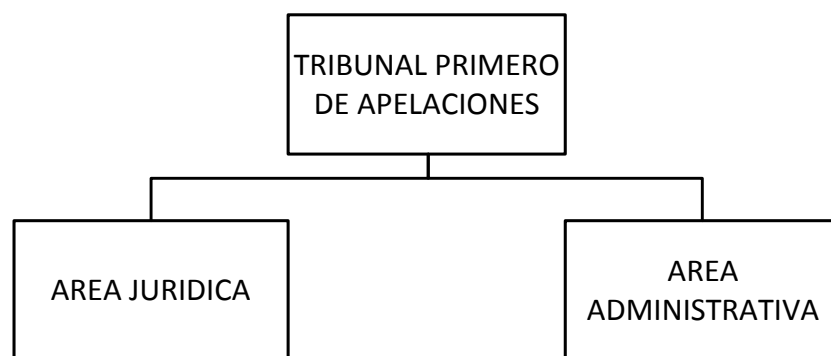 TRIBUNAL PRIMERO
DE APELACIONES
AREA JURIDICA
AREA
ADMINISTRATIVA